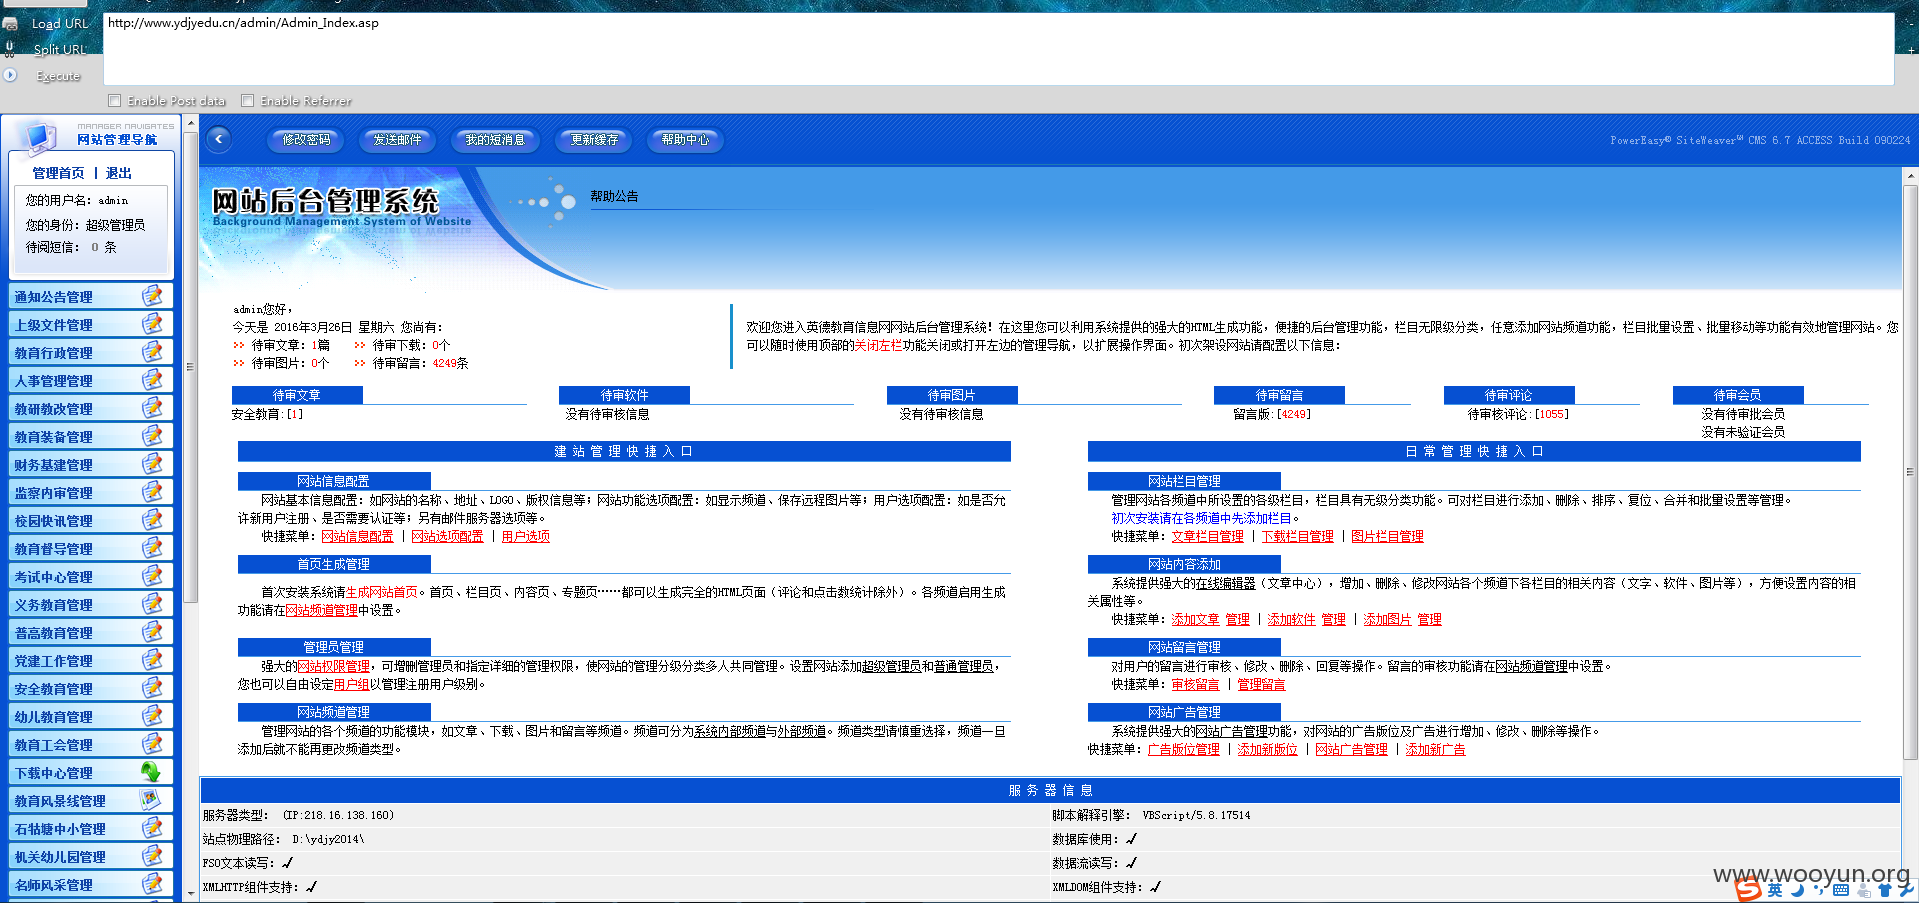 Load URL
http://www.ydjyedu.cn/admin/Admin_Index.asp
Split URL
Execute
Enable Post data
Enable Referrer
MANAGER NAVIGATES
网站管理导航
管理首页 | 退出
您的用户名：admin
您的身份：超级管理员
待阅短信： 0 条
通知公告管理
上级文件管理
教育行政管理
人事管理管理
教研教改管理
教育装备管理
财务基建管理
监察内审管理
校园快讯管理
教育督导管理
考试中心管理
义务教育管理
普高教育管理
党建工作管理
安全教育管理
幼儿教育管理
教育工会管理
下载中心管理
教育风景线管理
石牯塘中小管理
机关幼儿园管理
名师风采管理
修改密码
发送邮件
我的短消息
更新缓存
帮助中心
PowerEasy® SiteWeaver™ CMS 6.7 ACCESS Build 090224
网站后台管理系统
Background Management System of Website
帮助公告
admin您好，
今天是 2016年3月26日 星期六 您尚有：
>> 待审文章：1篇 >> 待审下载：0个
>> 待审图片：0个 >> 待审留言：4249条
欢迎您进入英德教育信息网网站后台管理系统！在这里您可以利用系统提供的强大的HTML生成功能，便捷的后台管理功能，栏目无限级分类，任意添加网站频道功能，栏目批量设置、批量移动等功能有效地管理网站。您
可以随时使用顶部的关闭左栏功能关闭或打开左边的管理导航，以扩展操作界面。初次架设网站请配置以下信息：
待审文章
安全教育:[1]
待审软件
没有待审核信息
待审图片
没有待审核信息
待审留言
留言版:[4249]
待审评论
待审核评论:[1055]
待审会员
没有待审批会员
没有未验证会员
建 站 管 理 快 捷 入 口
网站信息配置
网站基本信息配置：如网站的名称、地址、LOGO、版权信息等；网站功能选项配置：如显示频道、保存远程图片等；用户选项配置：如是否允
许新用户注册、是否需要认证等；另有邮件服务器选项等。
快捷菜单：网站信息配置 | 网站选项配置 | 用户选项
首页生成管理
首次安装系统请生成网站首页。首页、栏目页、内容页、专题页……都可以生成完全的HTML页面（评论和点击数统计除外）。各频道启用生成
功能请在网站频道管理中设置。
管理员管理
强大的网站权限管理，可增删管理员和指定详细的管理权限，使网站的管理分级分类多人共同管理。设置网站添加超级管理员和普通管理员，
您也可以自由设定用户组以管理注册用户级别。
网站频道管理
管理网站的各个频道的功能模块，如文章、下载、图片和留言等频道。频道可分为系统内部频道与外部频道。频道类型请慎重选择，频道一旦
添加后就不能再更改频道类型。
日 常 管 理 快 捷 入 口
网站栏目管理
管理网站各频道中所设置的各级栏目，栏目具有无级分类功能。可对栏目进行添加、删除、排序、复位、合并和批量设置等管理。
初次安装请在各频道中先添加栏目。
快捷菜单：文章栏目管理 | 下载栏目管理 | 图片栏目管理
网站内容添加
系统提供强大的在线编辑器（文章中心），增加、删除、修改网站各个频道下各栏目的相关内容（文字、软件、图片等），方便设置内容的相
关属性等。
快捷菜单：添加文章 管理 | 添加软件 管理 | 添加图片 管理
网站留言管理
对用户的留言进行审核、修改、删除、回复等操作。留言的审核功能请在网站频道管理中设置。
快捷菜单：审核留言 | 管理留言
网站广告管理
系统提供强大的网站广告管理功能，对网站的广告版位及广告进行增加、修改、删除等操作。
快捷菜单：广告版位管理 | 添加新版位 | 网站广告管理 | 添加新广告
服 务 器 信 息
服务器类型： (IP:218.16.138.160)
脚本解释引擎： VBScript/5.8.17514
站点物理路径： D:\ydjy2014\
数据库使用：✓
FSO文本读写：✓
数据流读写：✓
XMLHTTP组件支持：✓
XMLDOM组件支持：✓
www.wooyun.org
英